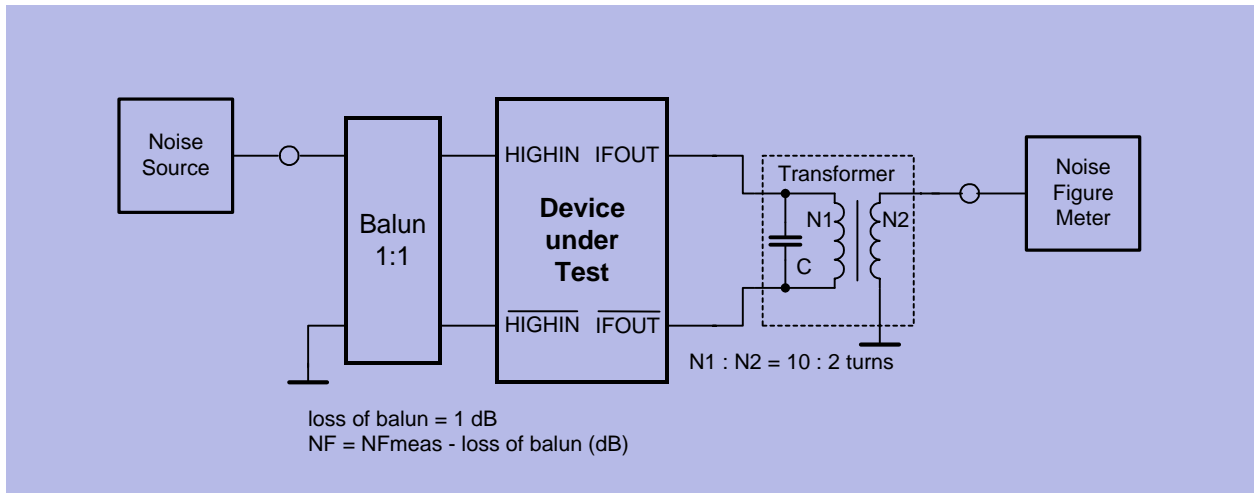 Noise
Source
Balun
1:1
HIGHIN IFOUT
Device
under
Test
HIGHIN IFOUT
Transformer
N1 N2
C
N1 : N2 = 10 : 2 turns
Noise
Figure
Meter
loss of balun = 1 dB
NF = NFmeas - loss of balun (dB)